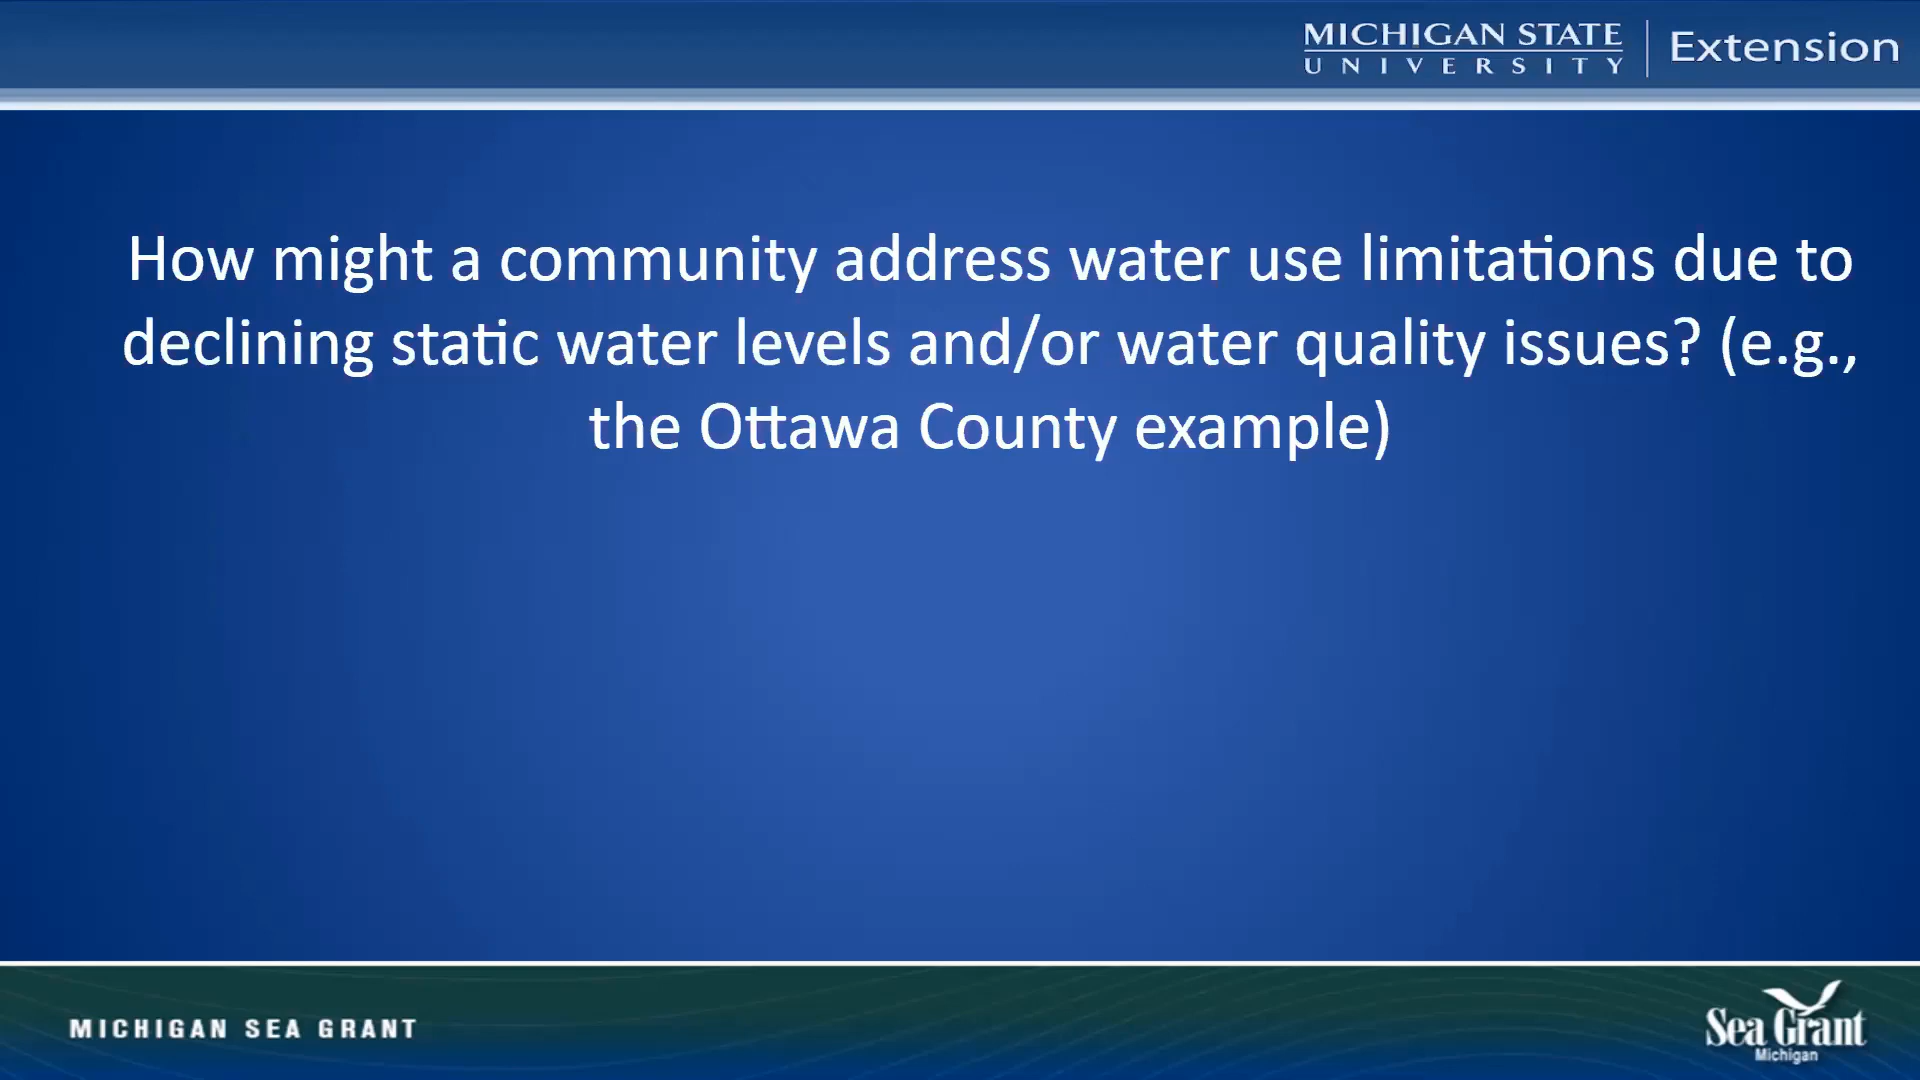 MICHIGAN STATE
UNIVERSITY
Extension
How might a community address water use limitations due to
declining static water levels and/or water quality issues? (e.g.,
the Ottawa County example)
MICHIGAN SEA GRANT
Sea Grant
Michigan